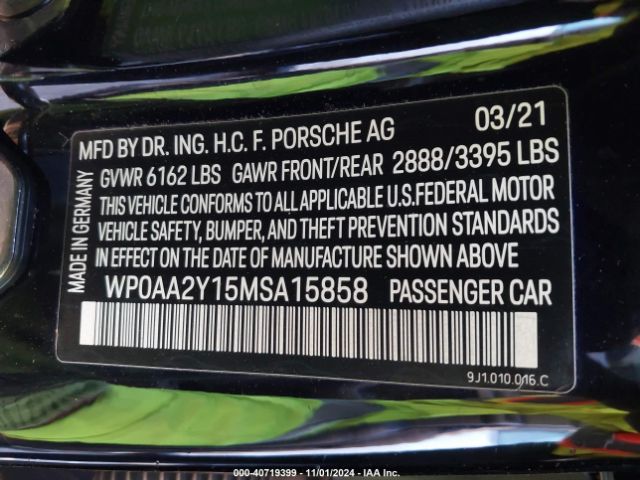 MFD BY DR. ING. H.C. F. PORSCHE AG 03/21
GVWR 6162 LBS GAWR FRONT/REAR 2888/3395 LBS
THIS VEHICLE CONFORMS TO ALL APPLICABLE U.S.FEDERAL MOTOR
VEHICLE SAFETY, BUMPER, AND THEFT PREVENTION STANDARDS
IN EFFECT ON THE DATE OF MANUFACTURE SHOWN ABOVE
WP0AA2Y15MSA15858 PASSENGER CAR
MADE IN GERMANY
9J1.010.016.C
000-40719399 - 11/01/2024 - IAA Inc.